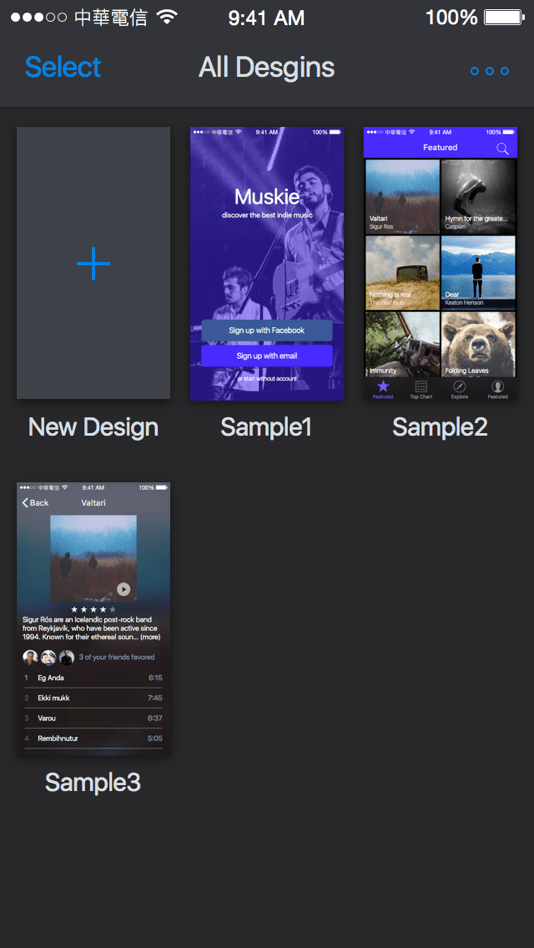 中華電信 9:41 AM 100%
Select All Desgins
中華電信 9:41 AM 100%
Muskie
discover the best indie music
Sign up with Facebook
Sign up with email
or start without account
中華電信 9:41 AM 100%
Featured
Valtari
Sigur Ros
Hymn for the greate...
Caspian
Nothing is real
Dear
Keaton Henson
Immunity
Folding Leaves
Featured Top Chart Explore Featured
New Design Sample1 Sample2
中華電信 9:41 AM 100%
Back Valtari
Sigur Rós are an Icelandic post-rock band
from Reykjavík, who have been active since
1994. Known for their ethereal soun... (more)
3 of your friends favored
1 Eg Anda 6:15
2 Ekki mukk 7:45
3 Varou 6:37
4 Rembihnutur 5:05
Sample3